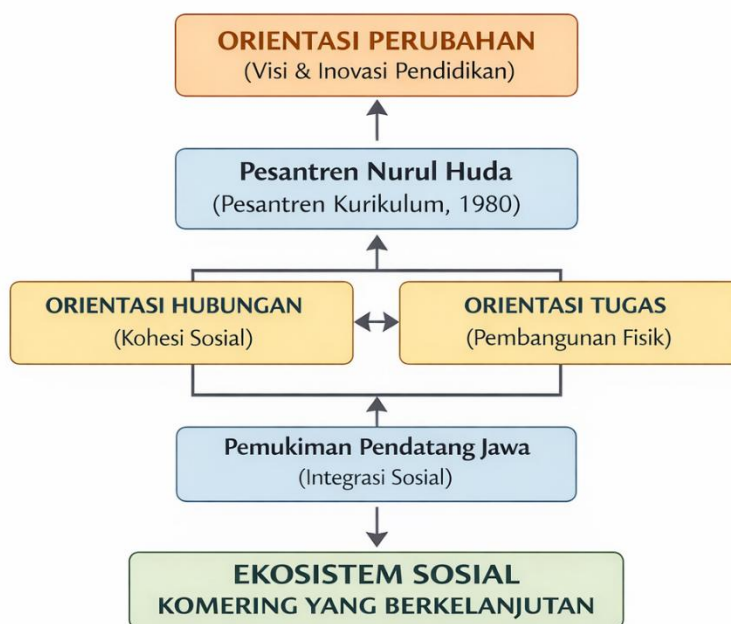 ORIENTASI PERUBAHAN
(Visi & Inovasi Pendidikan)
Pesantren Nurul Huda
(Pesantren Kurikulum, 1980)
ORIENTASI HUBUNGAN
(Kohesi Sosial)
ORIENTASI TUGAS
(Pembangunan Fisik)
Pemukiman Pendatang Jawa
(Integrasi Sosial)
EKOSISTEM SOSIAL
KOMERING YANG BERKELANJUTAN